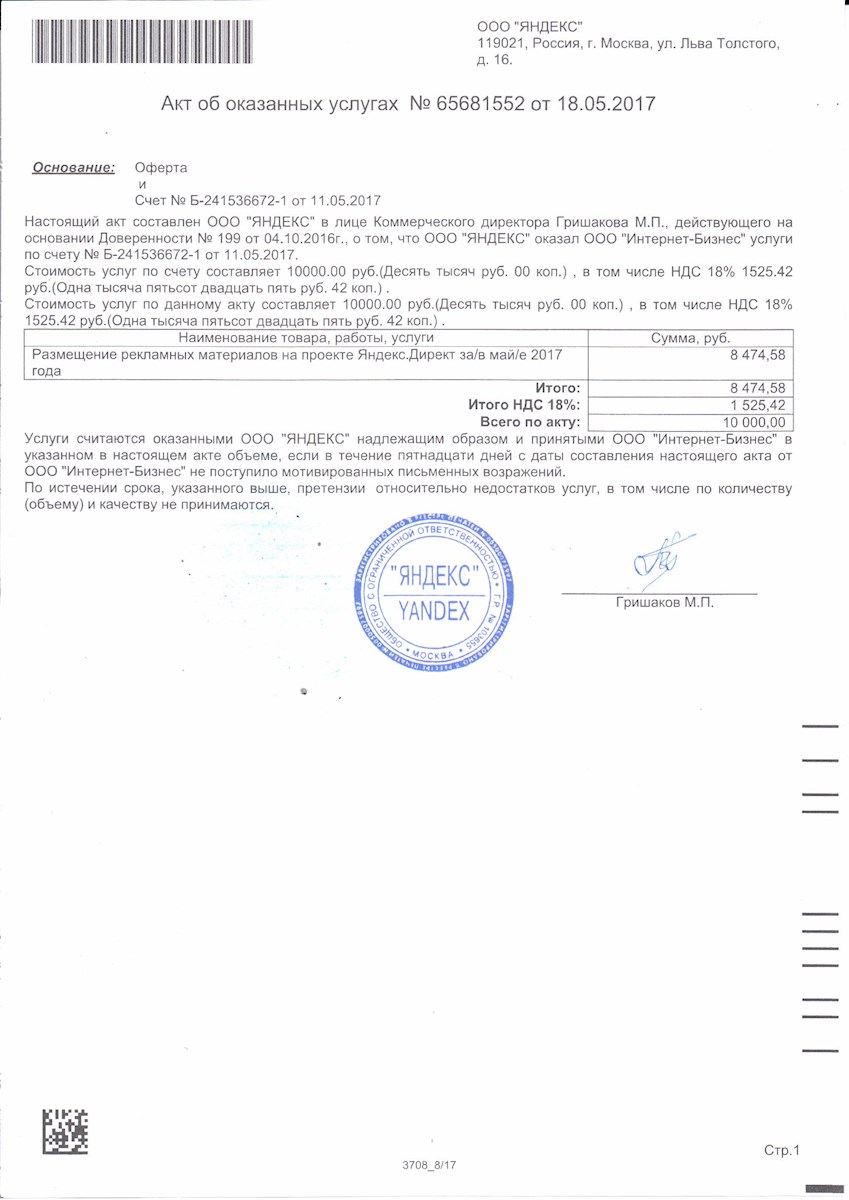 ООО "ЯНДЕКС"
119021, Россия, г. Москва, ул. Льва Толстого,
д. 16.
Акт об оказанных услугах № 65681552 от 18.05.2017
Основание: Оферта
и
Счет № Б-241536672-1 от 11.05.2017
Настоящий акт составлен ООО "ЯНДЕКС" в лице Коммерческого директора Гришакова М.П., действующего на
основании Доверенности № 199 от 04.10.2016г., о том, что ООО "ЯНДЕКС" оказал ООО "Интернет-Бизнес" услуги
по счету № Б-241536672-1 от 11.05.2017.
Стоимость услуг по счету составляет 10000.00 руб.(Десять тысяч руб. 00 коп.) , в том числе НДС 18% 1525.42
руб.(Одна тысяча пятьсот двадцать пять руб. 42 коп.) .
Стоимость услуг по данному акту составляет 10000.00 руб.(Десять тысяч руб. 00 коп.) , в том числе НДС 18%
1525.42 руб.(Одна тысяча пятьсот двадцать пять руб. 42 коп.) .
Наименование товара, работы, услуги Сумма, руб.
Размещение рекламных материалов на проекте Яндекс.Директ за/в май/е 2017 8 474,58
года
Итого: 8 474,58
Итого НДС 18%: 1 525,42
Всего по акту: 10 000,00
Услуги считаются оказанными ООО "ЯНДЕКС" надлежащим образом и принятыми ООО "Интернет-Бизнес" в
указанном в настоящем акте объеме, если в течение пятнадцати дней с даты составления настоящего акта от
ООО "Интернет-Бизнес" не поступило мотивированных письменных возражений.
По истечении срока, указанного выше, претензии относительно недостатков услуг, в том числе по количеству
(объему) и качеству не принимаются.
ОБЩЕСТВО С ОГРАНИЧЕННОЙ ОТВЕТСТВЕННОСТЬЮ • Г.Р. № 103655
"ЯНДЕКС"
YANDEX
• МОСКВА •
Гришаков М.П.
Стр.1
3708_8/17